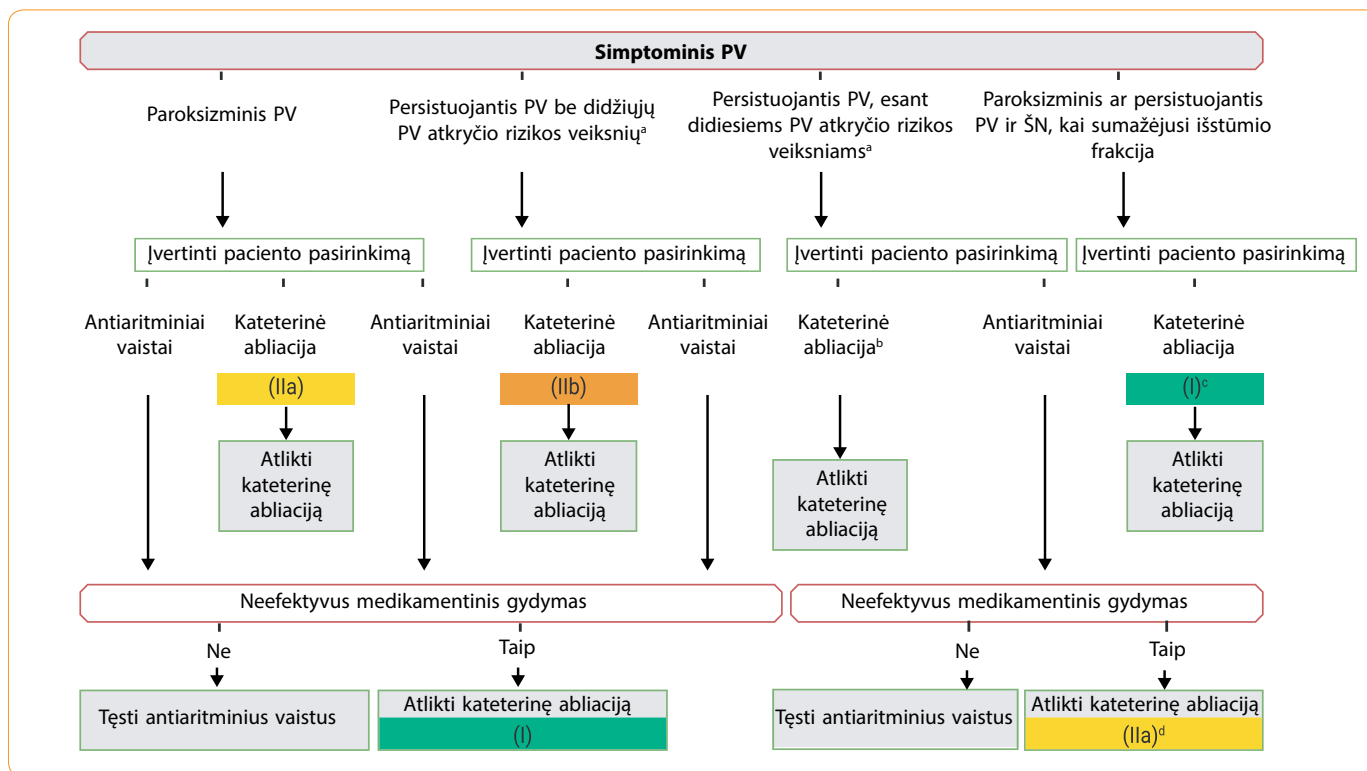 Simptominis PV
Paroksizminis PV
Persistuojantis PV be didžiųjų
PV atkryčio rizikos veiksniųᵃ
Persistuojantis PV, esant
didiesiems PV atkryčio rizikos
veiksniamsᵃ
Paroksizminis ar persistuojantis
PV ir ŠN, kai sumažėjusi išstūmio
frakcija
Įvertinti paciento pasirinkimą
Įvertinti paciento pasirinkimą
Įvertinti paciento pasirinkimą
Įvertinti paciento pasirinkimą
Antiaritminiai
vaistai
Kateterinė
abliacija
(IIa)
Antiaritminiai
vaistai
Kateterinė
abliacija
(IIb)
Antiaritminiai
vaistai
Kateterinė
abliacijaᵇ
Antiaritminiai
vaistai
Kateterinė
abliacija
(I)ᶜ
Atlikti
kateterinę
abliaciją
Atlikti
kateterinę
abliaciją
Atlikti
kateterinę
abliaciją
Atlikti
kateterinę
abliaciją
Neefektyvus medikamentinis gydymas
Neefektyvus medikamentinis gydymas
Ne
Taip
Ne
Taip
Tęsti antiaritminius vaistus
Atlikti kateterinę abliaciją
(I)
Tęsti antiaritminius vaistus
Atlikti kateterinę abliaciją
(IIa)ᵈ